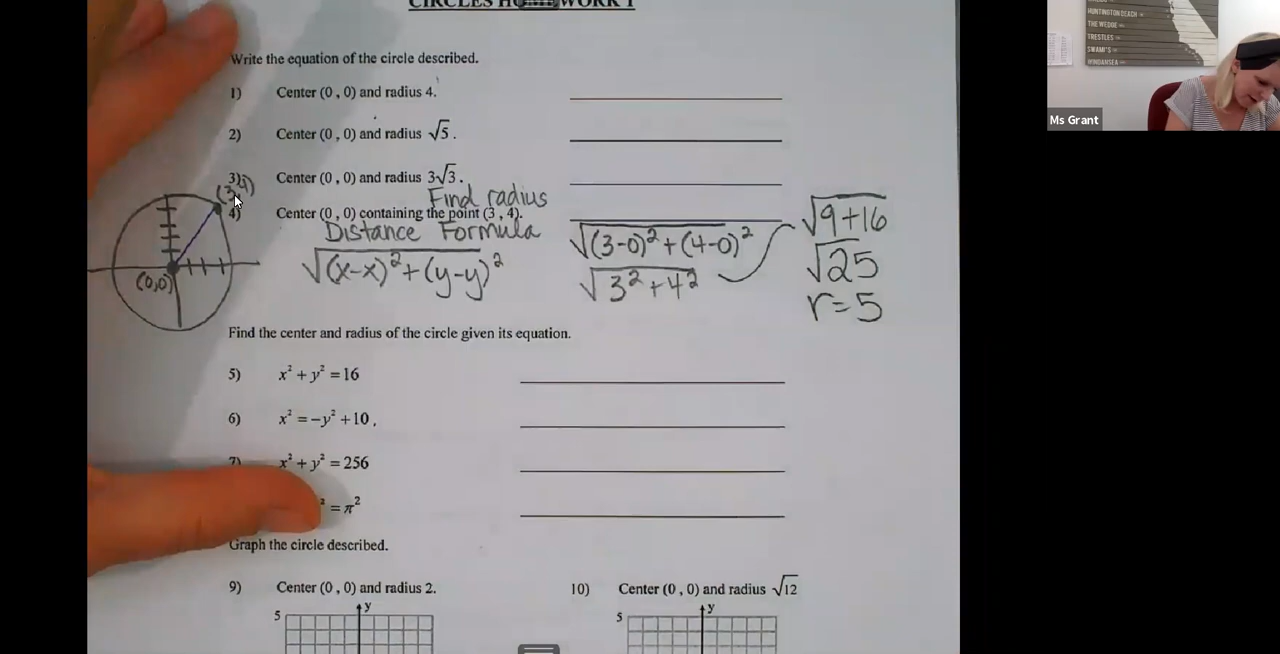 CIRCLES HOMEWORK 1
Write the equation of the circle described.
1) Center (0 , 0) and radius 4.
2) Center (0 , 0) and radius √5 .
3) Center (0 , 0) and radius 3√3 .
(3,4)
Find radius
4) Center (0 , 0) containing the point (3 , 4).
Distance Formula
√(x-x)²+(y-y)²
√(3-0)²+(4-0)²
√3²+4²
√9+16
√25
r=5
(0,0)
Find the center and radius of the circle given its equation.
5) x² + y² = 16
6) x² = -y² + 10 ,
7) x² + y² = 256
² = π²
Graph the circle described.
9) Center (0 , 0) and radius 2.
10) Center (0 , 0) and radius √12
5 y
5 y
HUNTINGTON BEACH
THE WEDGE
TRESTLES
SWAMI'S
WINDANSEA
Ms Grant